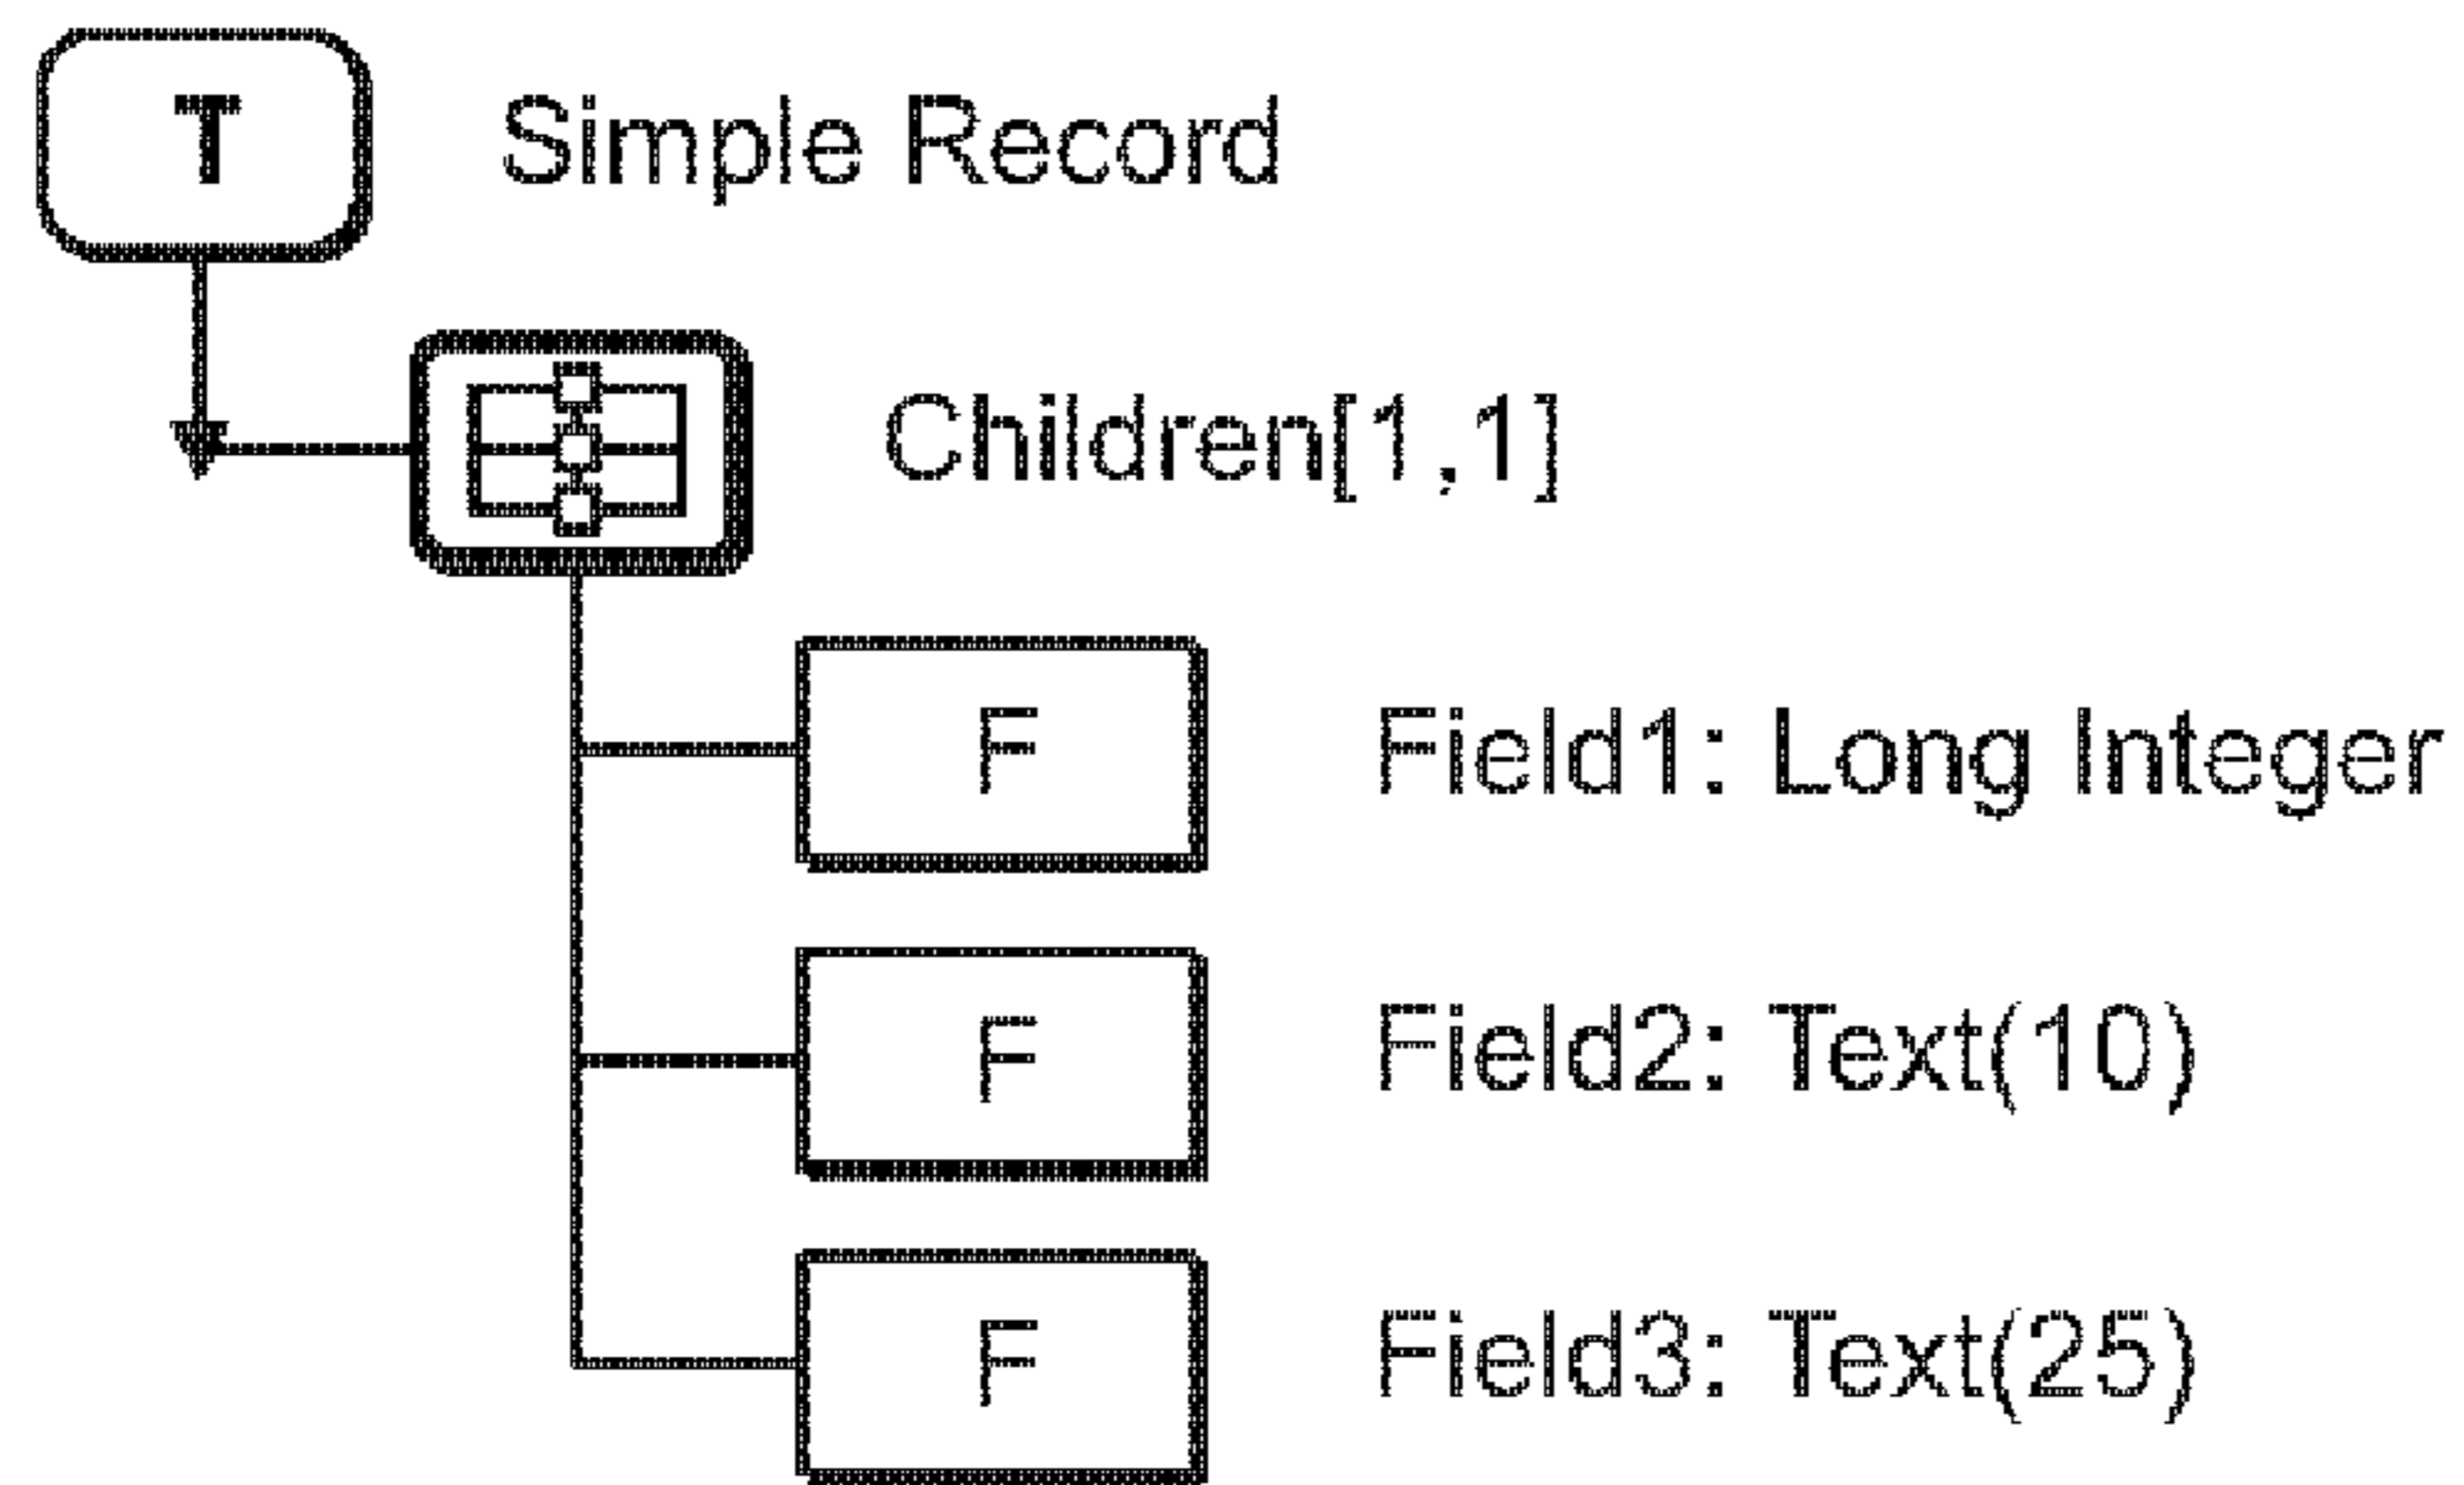 T Simple Record
Children[1,1]
F Field1: Long Integer
F Field2: Text(10)
F Field3: Text(25)